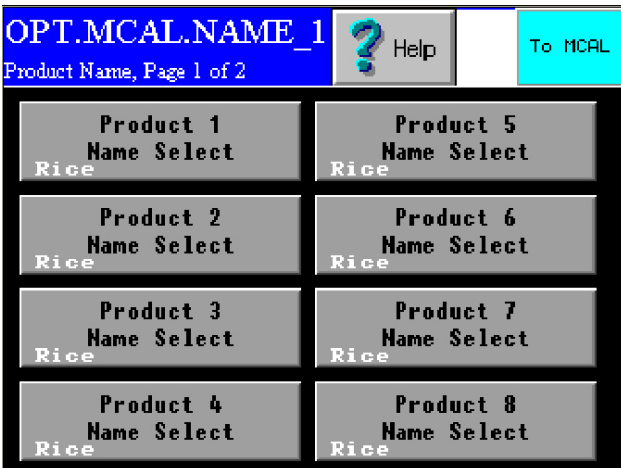 OPT.MCAL.NAME_1
Product Name, Page 1 of 2
Help
To MCAL
Product 1
Name Select
Rice
Product 5
Name Select
Rice
Product 2
Name Select
Rice
Product 6
Name Select
Rice
Product 3
Name Select
Rice
Product 7
Name Select
Rice
Product 4
Name Select
Rice
Product 8
Name Select
Rice